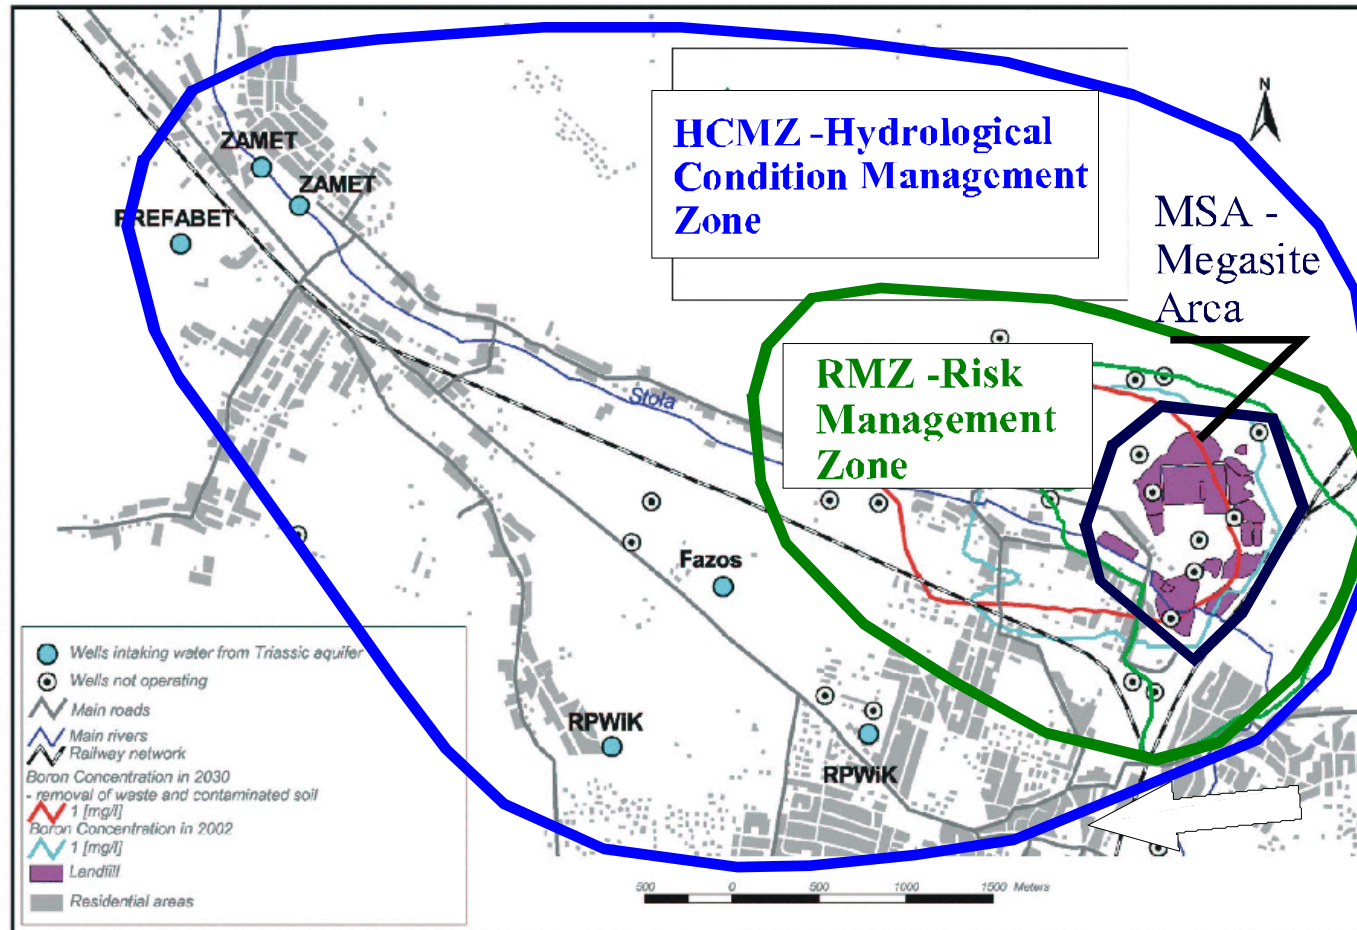 N
HCMZ -Hydrological
Condition Management
Zone
ZAMET
ZAMET
PREFABET
MSA -
Megasite
Area
RMZ -Risk
Management
Zone
Stola
Fazos
RPWiK
RPWiK
Wells intaking water from Triassic aquifer
Wells not operating
Main roads
Main rivers
Railway network
Boron Concentration in 2030
- removal of waste and contaminated soil
1 [mg/l]
Boron Concentration in 2002
1 [mg/l]
Landfill
Residential areas
500 0 500 1000 1500 Meters